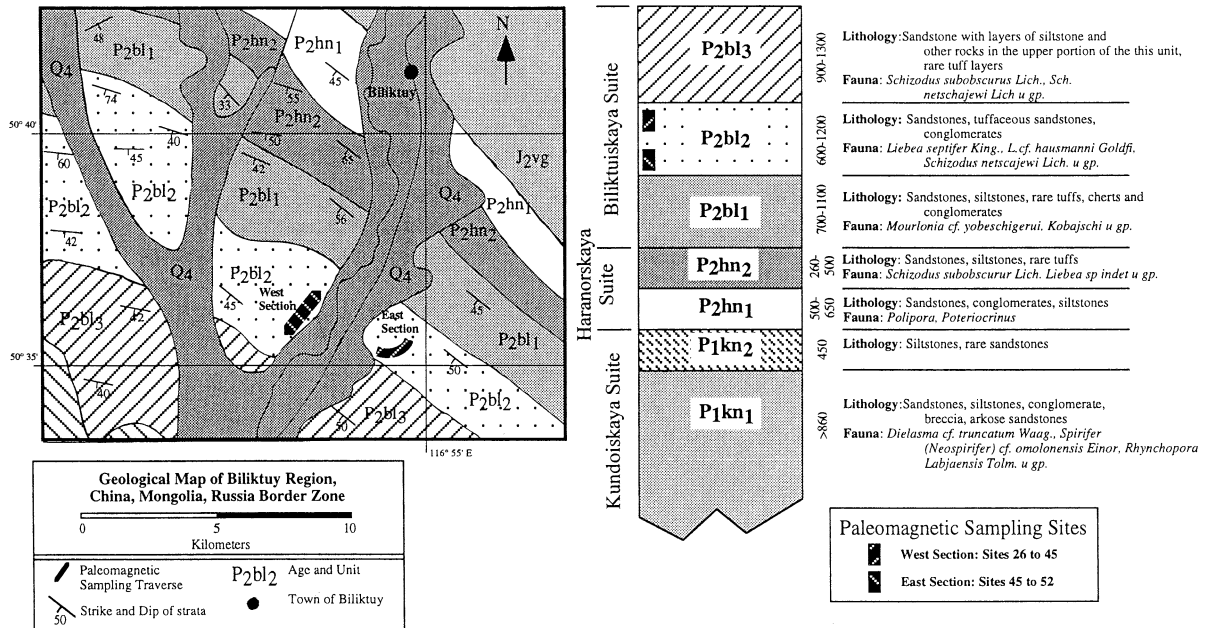 N
48
P2bl1
P2hn2
P2hn1
Q4
45
Biliktuy
74
33
55
P2hn2
50° 40'
40
50
J2vg
60
45
42
65
P2bl2
P2bl1
Q4
P2hn1
P2bl2
56
42
P2hn2
Q4
P2bl2
Q4
45
West
Section
45
P2bl3
42
East
Section
P2bl1
50° 35'
50
40
P2bl2
P2bl3
50
116° 55' E
Geological Map of Biliktuy Region,
China, Mongolia, Russia Border Zone
0 5 10
Kilometers
Paleomagnetic
Sampling Traverse
P2bl2 Age and Unit
50 Strike and Dip of strata
Town of Biliktuy
Biliktuiskaya Suite
P2bl3
900-1300
Lithology:Sandstone with layers of siltstone and
other rocks in the upper portion of the this unit,
rare tuff layers
Fauna: Schizodus subobscurus Lich., Sch.
netschajewi Lich u gp.
P2bl2
600-1200
Lithology: Sandstones, tuffaceous sandstones,
conglomerates
Fauna: Liebea septifer King., L.cf. hausmanni Goldfi,
Schizodus netscajewi Lich. u gp.
P2bl1
700-1100
Lithology: Sandstones, siltstones, rare tuffs, cherts and
conglomerates
Fauna: Mourlonia cf. yobeschigerui. Kobajschi u gp.
Haranorskaya
Suite
P2hn2
260-
500
Lithology: Sandstones, siltstones, rare tuffs
Fauna: Schizodus subobscurur Lich. Liebea sp indet u gp.
P2hn1
500-
650
Lithology: Sandstones, conglomerates, siltstones
Fauna: Polipora, Poteriocrinus
Kundoiskaya Suite
P1kn2
450
Lithology: Siltstones, rare sandstones
P1kn1
>860
Lithology:Sandstones, siltstones, conglomerate,
breccia, arkose sandstones
Fauna: Dielasma cf. truncatum Waag., Spirifer
(Neospirifer) cf. omolonensis Einor, Rhynchopora
Labjaensis Tolm. u gp.
Paleomagnetic Sampling Sites
West Section: Sites 26 to 45
East Section: Sites 45 to 52